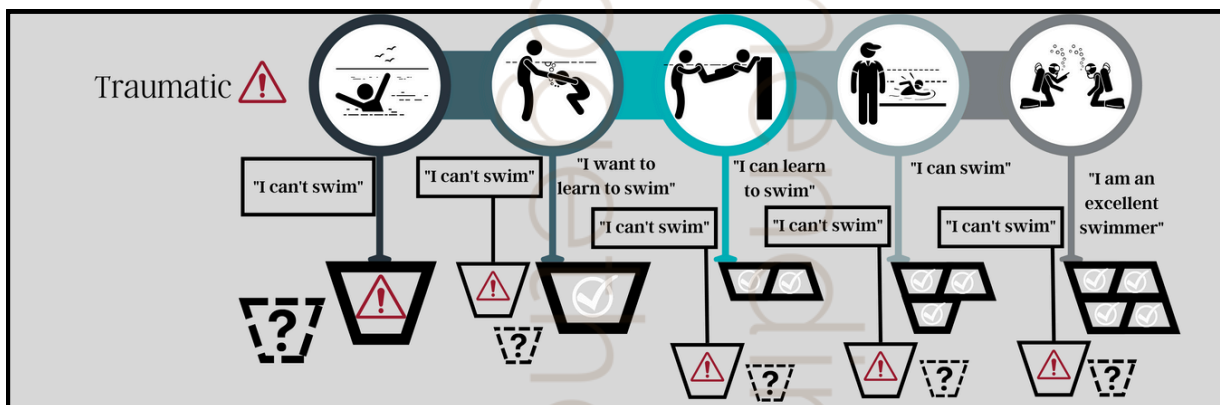 Traumatic
"I can't swim"
"I can't swim"
"I want to
learn to swim"
"I can't swim"
"I can learn
to swim"
"I can't swim"
"I can swim"
"I can't swim"
"I am an
excellent
swimmer"
?
?
?
?
?